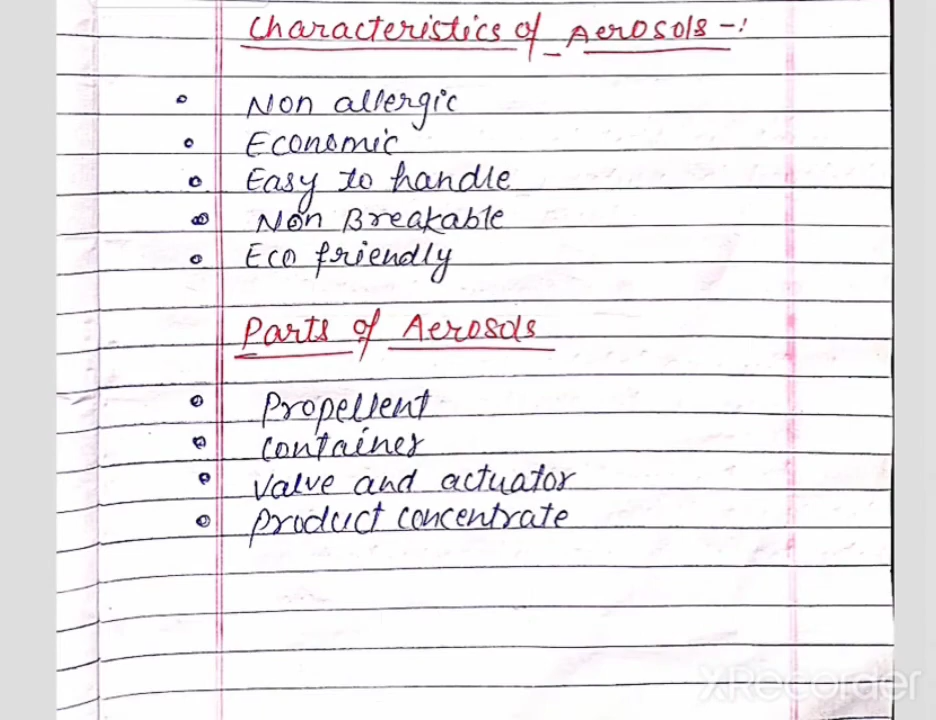 Characteristics of Aerosols -:
Non allergic
Economic
Easy to handle
Non Breakable
Eco friendly
Parts of Aerosols
Propellent
Container
Valve and actuator
Product concentrate
XRecorder